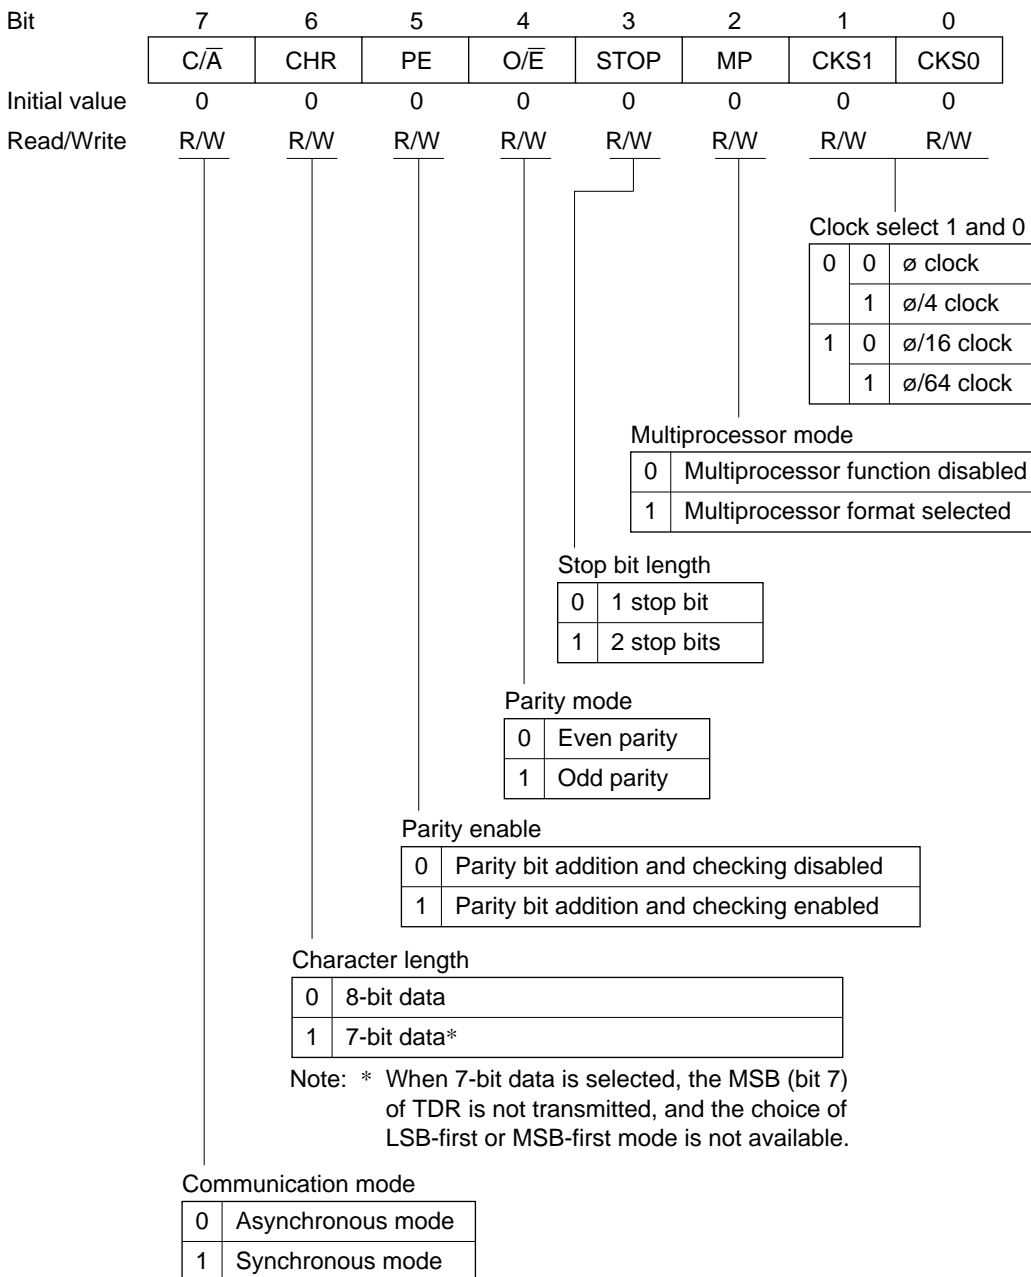 Bit 7 6 5 4 3 2 1 0
C/A̅ CHR PE O/E̅ STOP MP CKS1 CKS0
Initial value 0 0 0 0 0 0 0 0
Read/Write R/W R/W R/W R/W R/W R/W R/W R/W
Clock select 1 and 0
0 0 ø clock
1 ø/4 clock
1 0 ø/16 clock
1 ø/64 clock
Multiprocessor mode
0 Multiprocessor function disabled
1 Multiprocessor format selected
Stop bit length
0 1 stop bit
1 2 stop bits
Parity mode
0 Even parity
1 Odd parity
Parity enable
0 Parity bit addition and checking disabled
1 Parity bit addition and checking enabled
Character length
0 8-bit data
1 7-bit data*
Note: * When 7-bit data is selected, the MSB (bit 7)
of TDR is not transmitted, and the choice of
LSB-first or MSB-first mode is not available.
Communication mode
0 Asynchronous mode
1 Synchronous mode